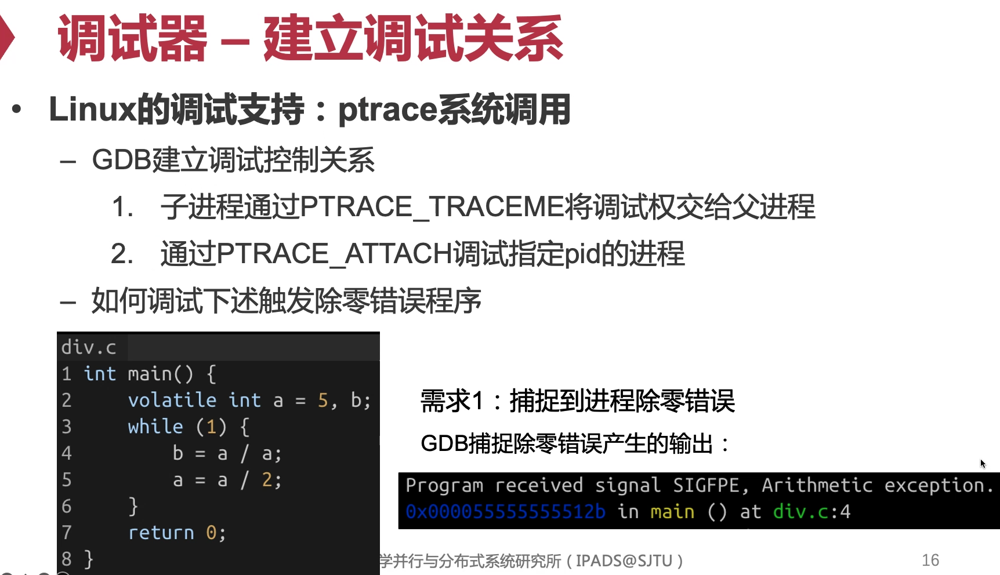 调试器 – 建立调试关系
• Linux的调试支持：ptrace系统调用
– GDB建立调试控制关系
1. 子进程通过PTRACE_TRACEME将调试权交给父进程
2. 通过PTRACE_ATTACH调试指定pid的进程
– 如何调试下述触发除零错误程序
div.c
1 int main() {
2     volatile int a = 5, b;
3     while (1) {
4         b = a / a;
5         a = a / 2;
6     }
7     return 0;
8 }
需求1：捕捉到进程除零错误
GDB捕捉除零错误产生的输出：
Program received signal SIGFPE, Arithmetic exception.
0x000055555555512b in main () at div.c:4
学并行与分布式系统研究所（IPADS@SJTU）
16